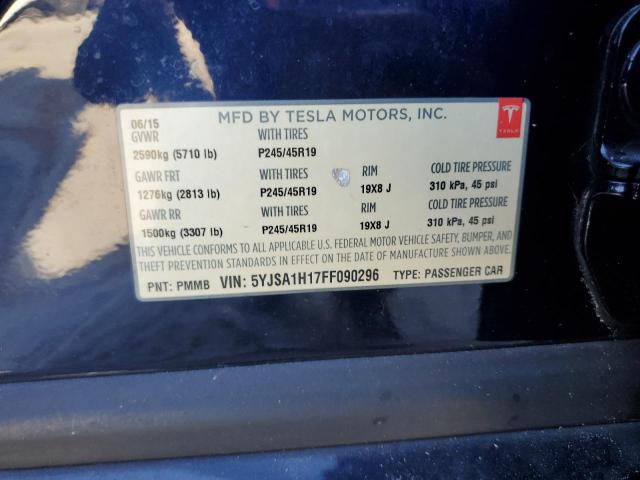 MFD BY TESLA MOTORS, INC.
06/15
GVWR WITH TIRES
2590kg (5710 lb) P245/45R19
GAWR FRT WITH TIRES RIM COLD TIRE PRESSURE
1276kg (2813 lb) P245/45R19 19X8 J 310 kPa, 45 psi
GAWR RR WITH TIRES RIM COLD TIRE PRESSURE
1500kg (3307 lb) P245/45R19 19X8 J 310 kPa, 45 psi
THIS VEHICLE CONFORMS TO ALL APPLICABLE U.S. FEDERAL MOTOR VEHICLE SAFETY, BUMPER, AND
THEFT PREVENTION STANDARDS IN EFFECT ON THE DATE OF MANUFACTURE SHOWN ABOVE.
PNT: PMMB VIN: 5YJSA1H17FF090296 TYPE: PASSENGER CAR
TESLA